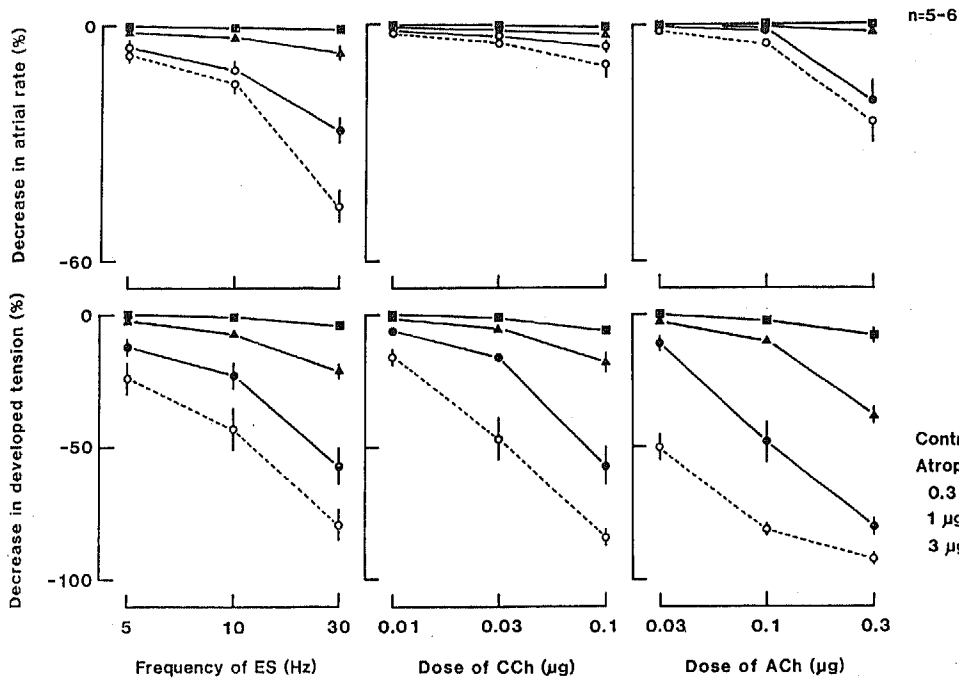 n=5-6
Decrease in atrial rate (%)
0
-60
Decrease in developed tension (%)
0
-50
-100
5 10 30
0.01 0.03 0.1
0.03 0.1 0.3
Frequency of ES (Hz)
Dose of CCh (µg)
Dose of ACh (µg)
Contr
Atrop
0.3
1 µg
3 µg